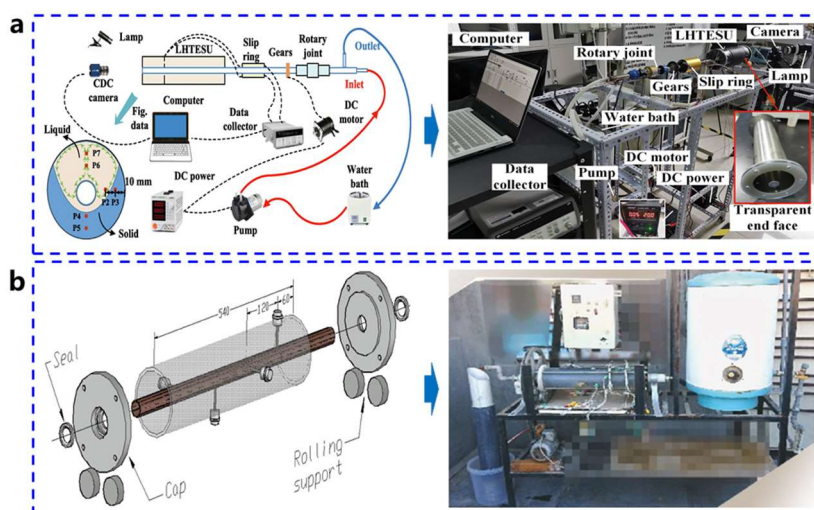 a
Lamp
LHTESU
Slip
ring
Gears
Rotary
joint
Outlet
Inlet
CDC
camera
Fig.
data
Computer
Data
collector
DC
motor
Liquid
P7
P6
10 mm
P2 P3
P4
P5
Solid
DC power
Pump
Water
bath
Computer
Rotary joint
LHTESU
Camera
Gears
Slip ring
Lamp
Water bath
Data
collector
DC motor
Pump
DC power
Transparent
end face
b
540
120
60
Seal
Cap
Rolling
support